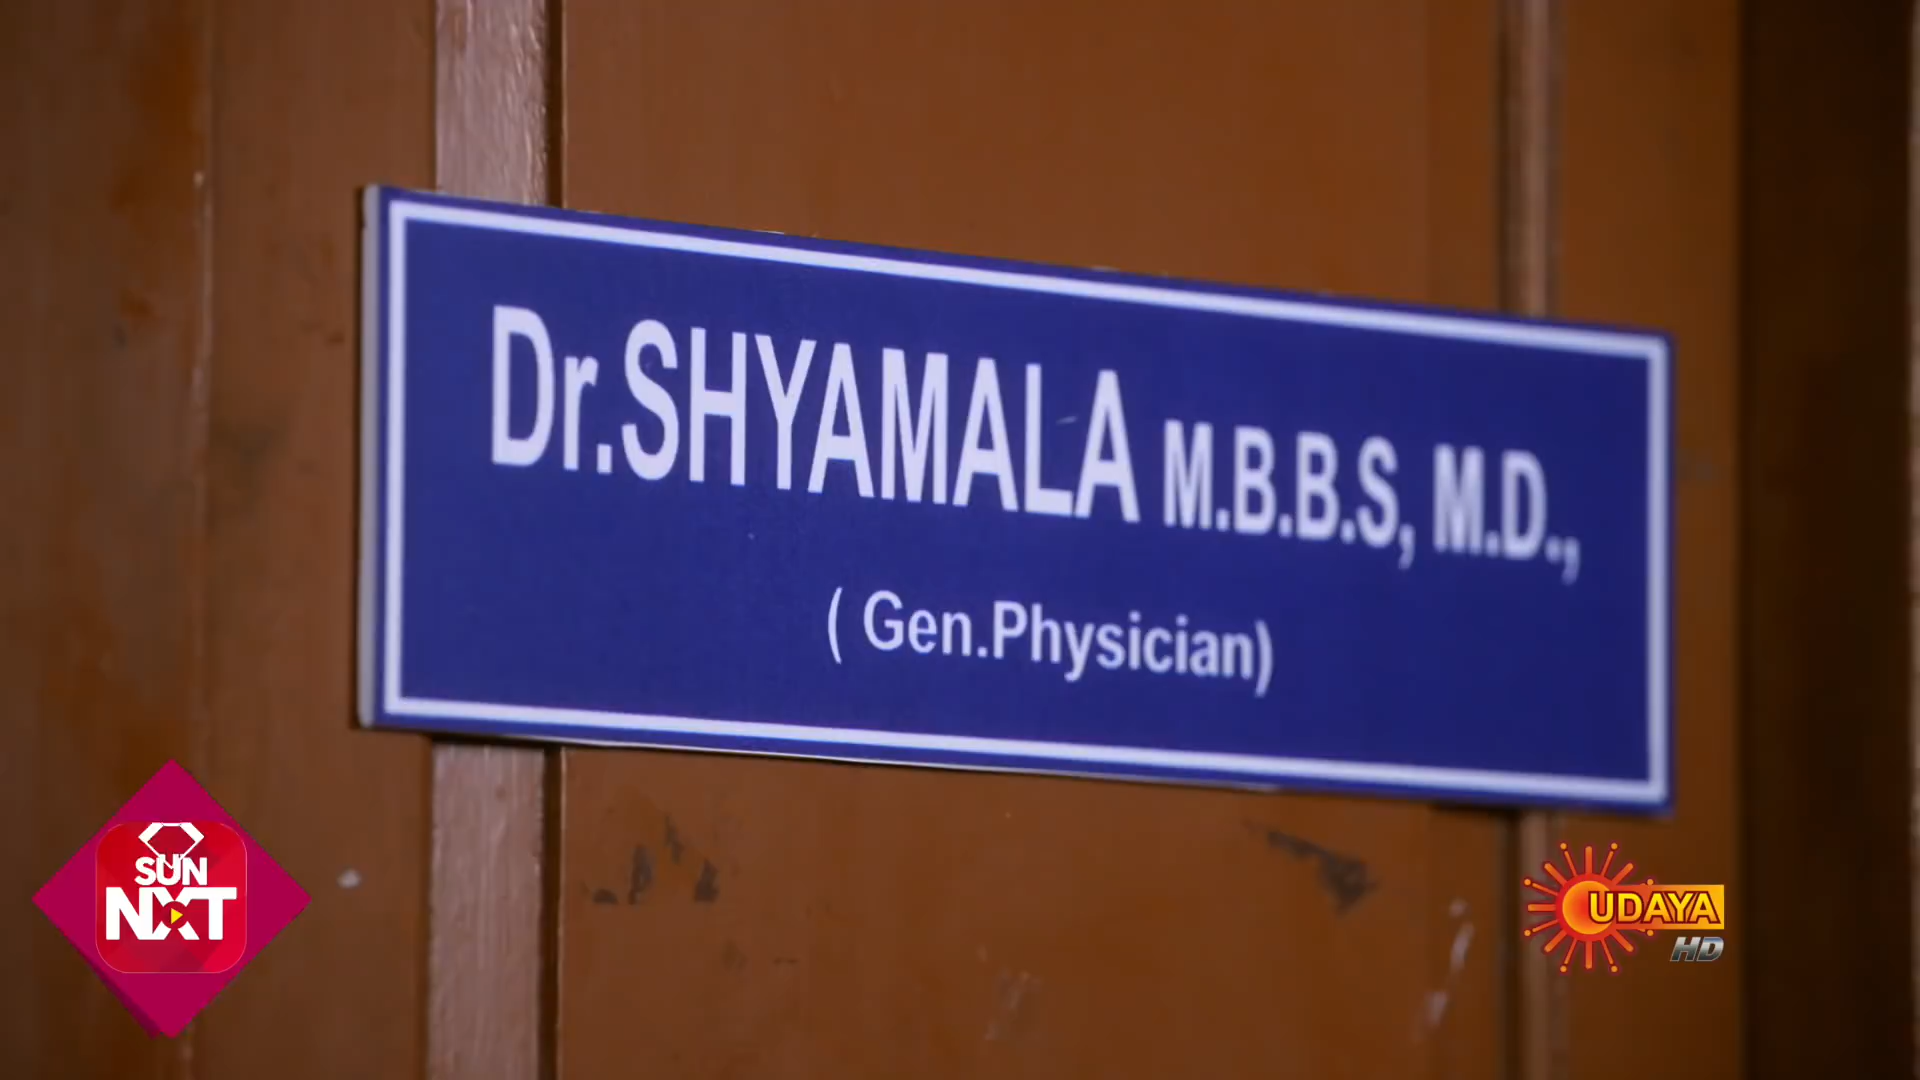 Dr.SHYAMALA M.B.B.S, M.D.,
( Gen.Physician)
SUN
NXT
UDAYA
HD